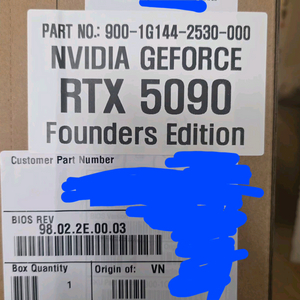 PART NO.: 900-1G144-2530-000
NVIDIA GEFORCE
RTX 5090
Founders Edition
Customer Part Number
BIOS REV
98.02.2E.00.03
Box Quantity
1
Origin of: VN